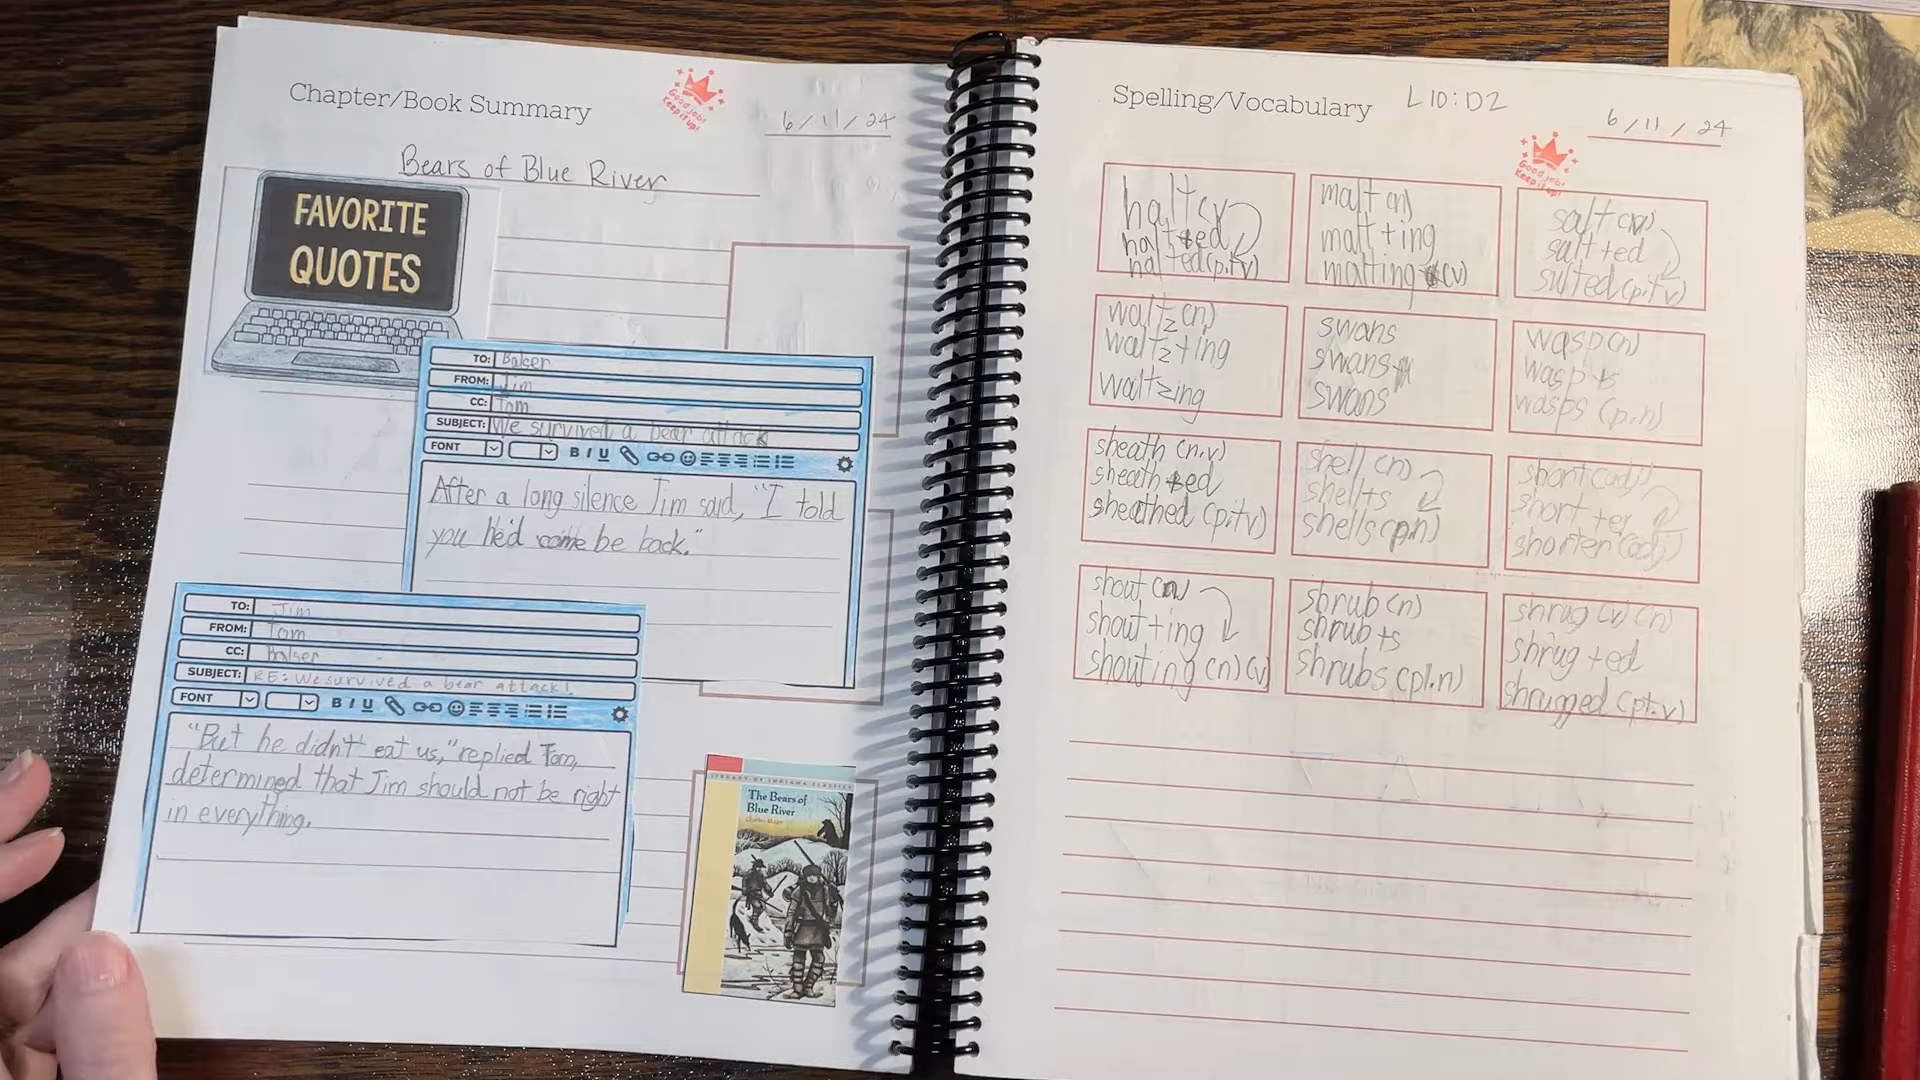 Chapter/Book Summary
Good job!
Keep it up!
6/11/24
Bears of Blue River
FAVORITE
QUOTES
TO: Balser
FROM: Jim
CC: Tom
SUBJECT: We survived a bear attack
FONT
B I U
After a long silence Jim said, "I told
you he'd be back."
TO: Jim
FROM: Tom
CC: Balser
SUBJECT: RE: We survived a bear attack!
FONT
B I U
"But he didn't eat us," replied Tom,
determined that Jim should not be right
in everything.
LIBRARY OF INDIANA CLASSICS
The Bears of
Blue River
Spelling/Vocabulary L10:D2
6/11/24
Good job!
Keep it up!
halt (v)
halt+ed
halted (p.t v)
malt (n)
malt +ing
malting (v)
salt
salt +ed
salted (p.t v)
waltz (n)
waltz+ing
waltzing
swans
swans
swans
wasp (n)
wasp +s
wasps (p.n)
sheath (n.v)
sheath +ed
sheathed (p.t v)
shell (n)
shell+s
shells (p.n)
short (adj)
short +er
shorter (adj)
shout
shout +ing
shouting (n) (v)
shrub (n)
shrub +s
shrubs (pl.n)
shrug (v) (n)
shrug +ed
shrugged (pt.v)